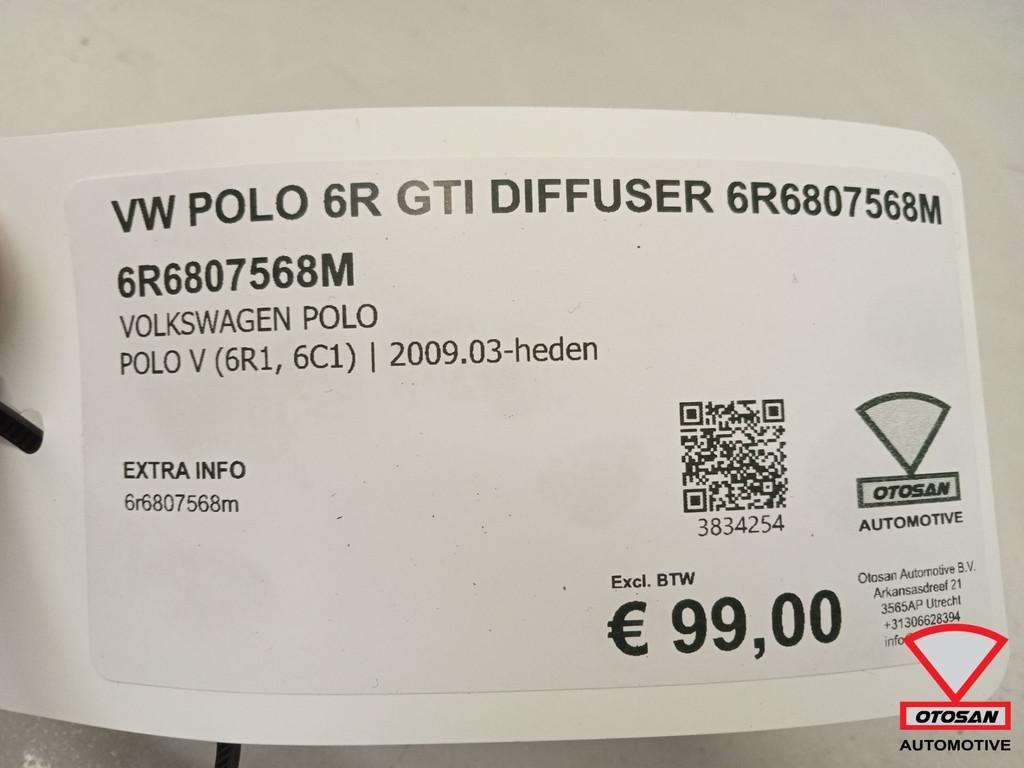 VW POLO 6R GTI DIFFUSER 6R6807568M
6R6807568M
VOLKSWAGEN POLO
POLO V (6R1, 6C1) | 2009.03-heden
EXTRA INFO
6r6807568m
3834254
OTOSAN
AUTOMOTIVE
Excl. BTW
€ 99,00
Otosan Automotive B.V.
Arkansasdreef 21
3565AP Utrecht
+31306628394
OTOSAN
AUTOMOTIVE